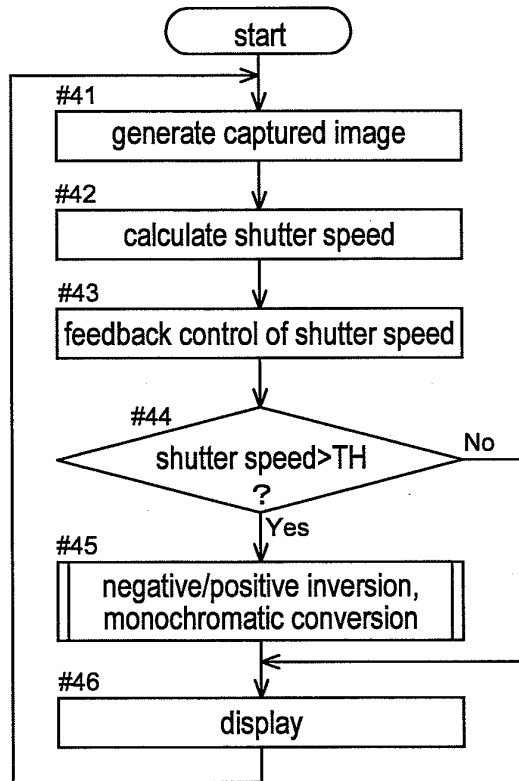 start
#41
generate captured image
#42
calculate shutter speed
#43
feedback control of shutter speed
#44
shutter speed>TH
?
No
Yes
#45
negative/positive inversion,
monochromatic conversion
#46
display